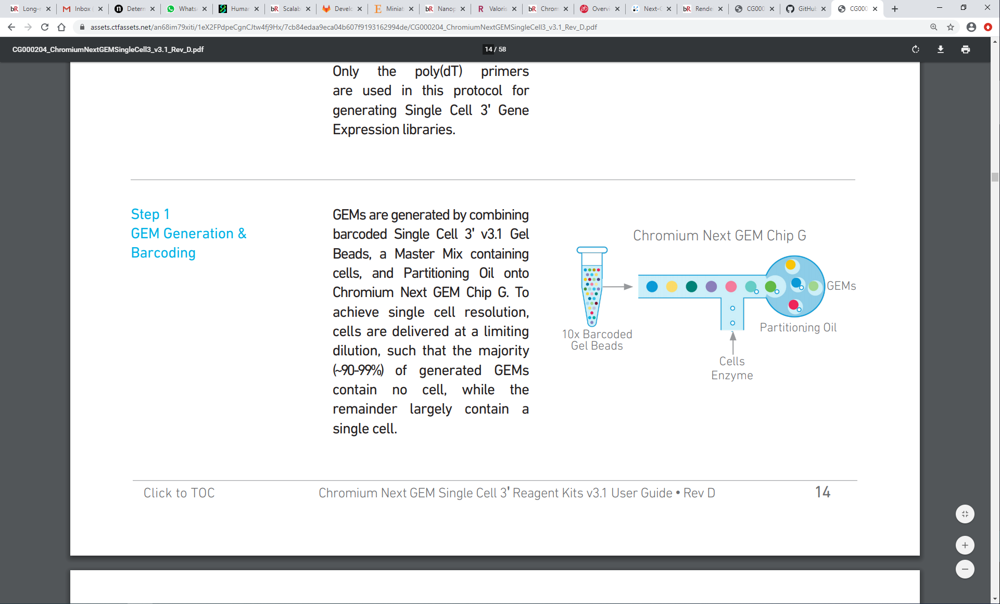 Long-r
Inbox
Determ
Whats
Human
Scalab
Develo
Miniat
Nanop
Valoris
Chrom
Overvi
Next-G
Rende
CG000
GitHub
CG000
assets.ctfassets.net/an68im79xiti/1eX2FPdpeCgnCJtw4fj9Hx/7cb84edaa9eca04b607f9193162994de/CG000204_ChromiumNextGEMSingleCell3_v3.1_Rev_D.pdf
CG000204_ChromiumNextGEMSingleCell3_v3.1_Rev_D.pdf
14 / 58
Only the poly(dT) primers
are used in this protocol for
generating Single Cell 3' Gene
Expression libraries.
Step 1
GEM Generation &
Barcoding
GEMs are generated by combining
barcoded Single Cell 3' v3.1 Gel
Beads, a Master Mix containing
cells, and Partitioning Oil onto
Chromium Next GEM Chip G. To
achieve single cell resolution,
cells are delivered at a limiting
dilution, such that the majority
(~90-99%) of generated GEMs
contain no cell, while the
remainder largely contain a
single cell.
Chromium Next GEM Chip G
GEMs
Partitioning Oil
10x Barcoded
Gel Beads
Cells
Enzyme
Click to TOC
Chromium Next GEM Single Cell 3' Reagent Kits v3.1 User Guide • Rev D
14